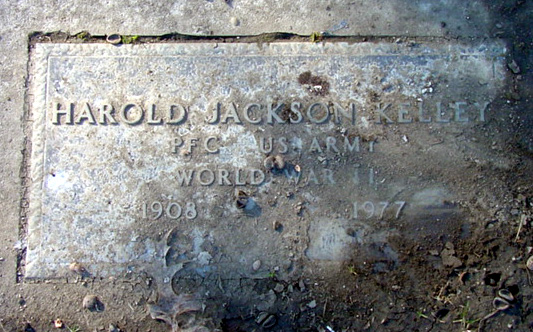 HAROLD JACKSON KELLEY
PFC US ARMY
WORLD WAR II
1908 1977